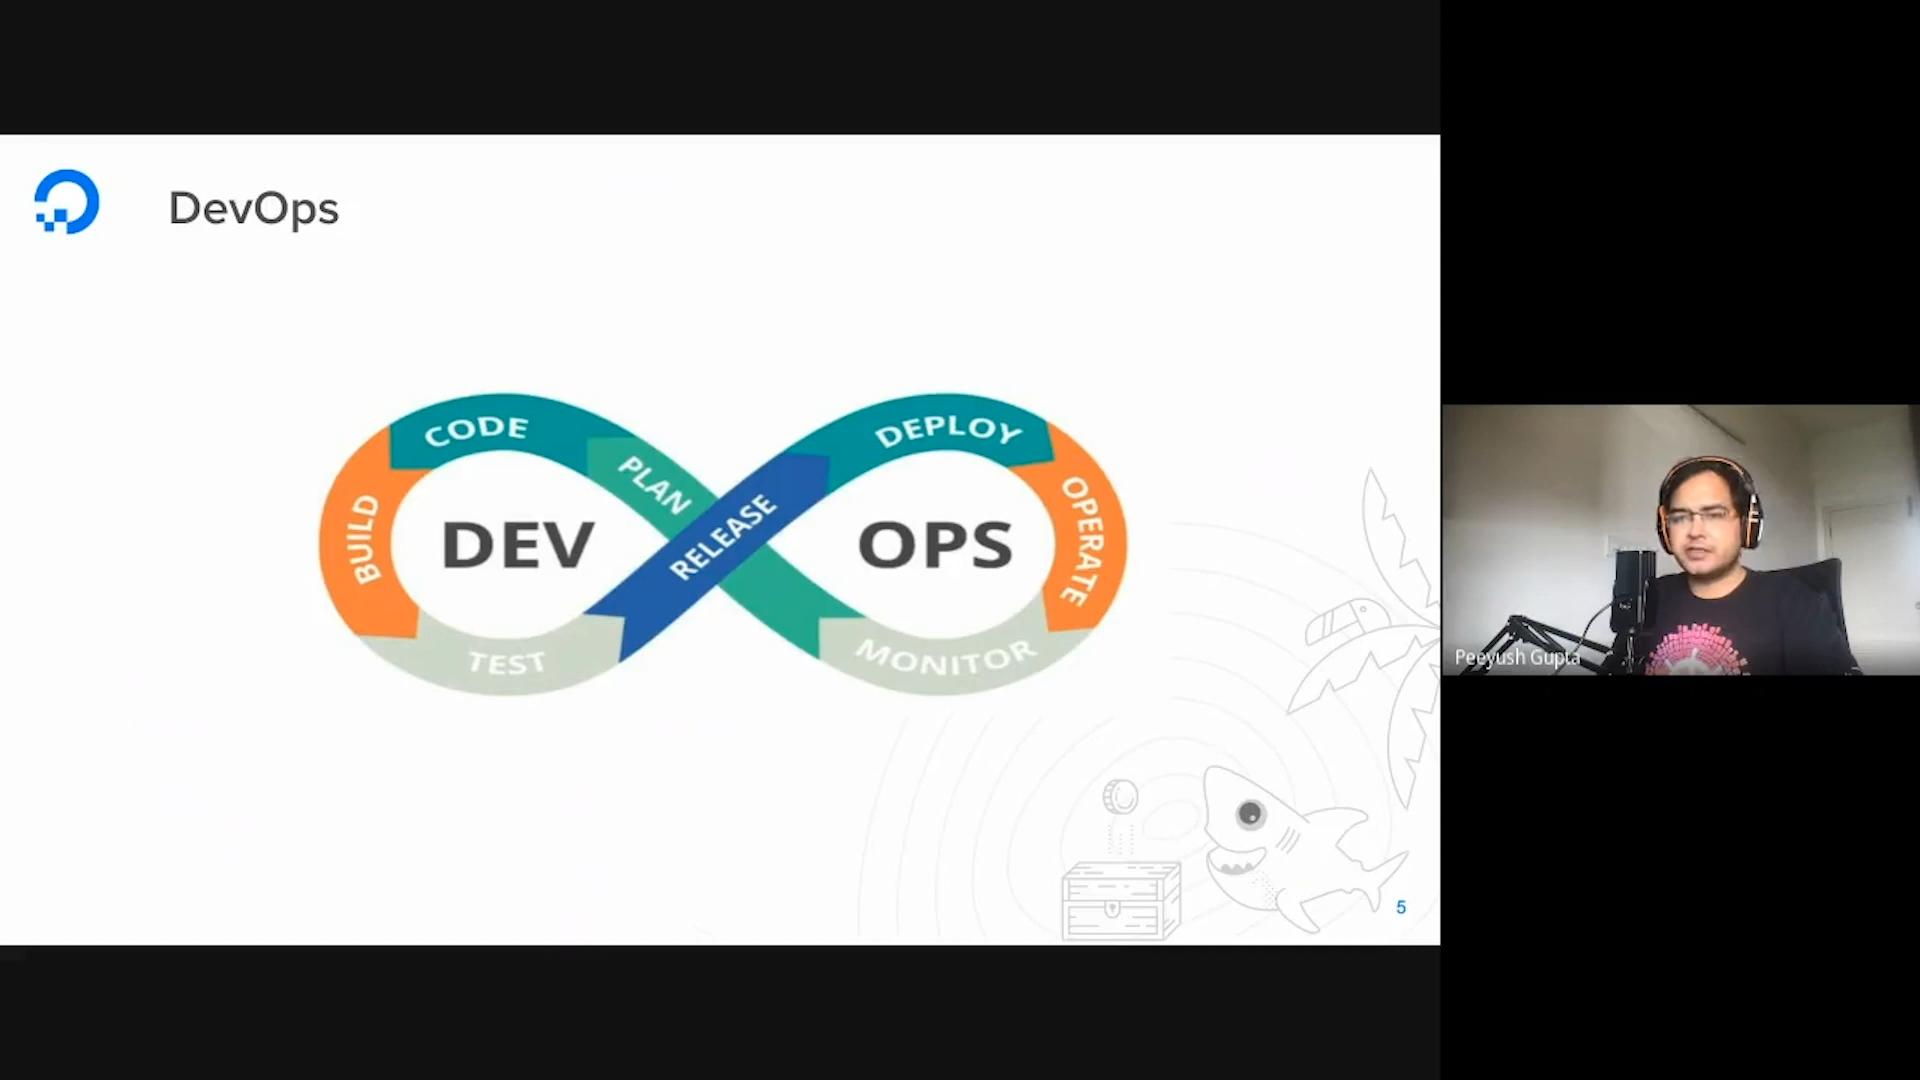 DevOps
CODE
PLAN
BUILD
DEV
TEST
RELEASE
DEPLOY
OPS
OPERATE
MONITOR
5
Peeyush Gupta